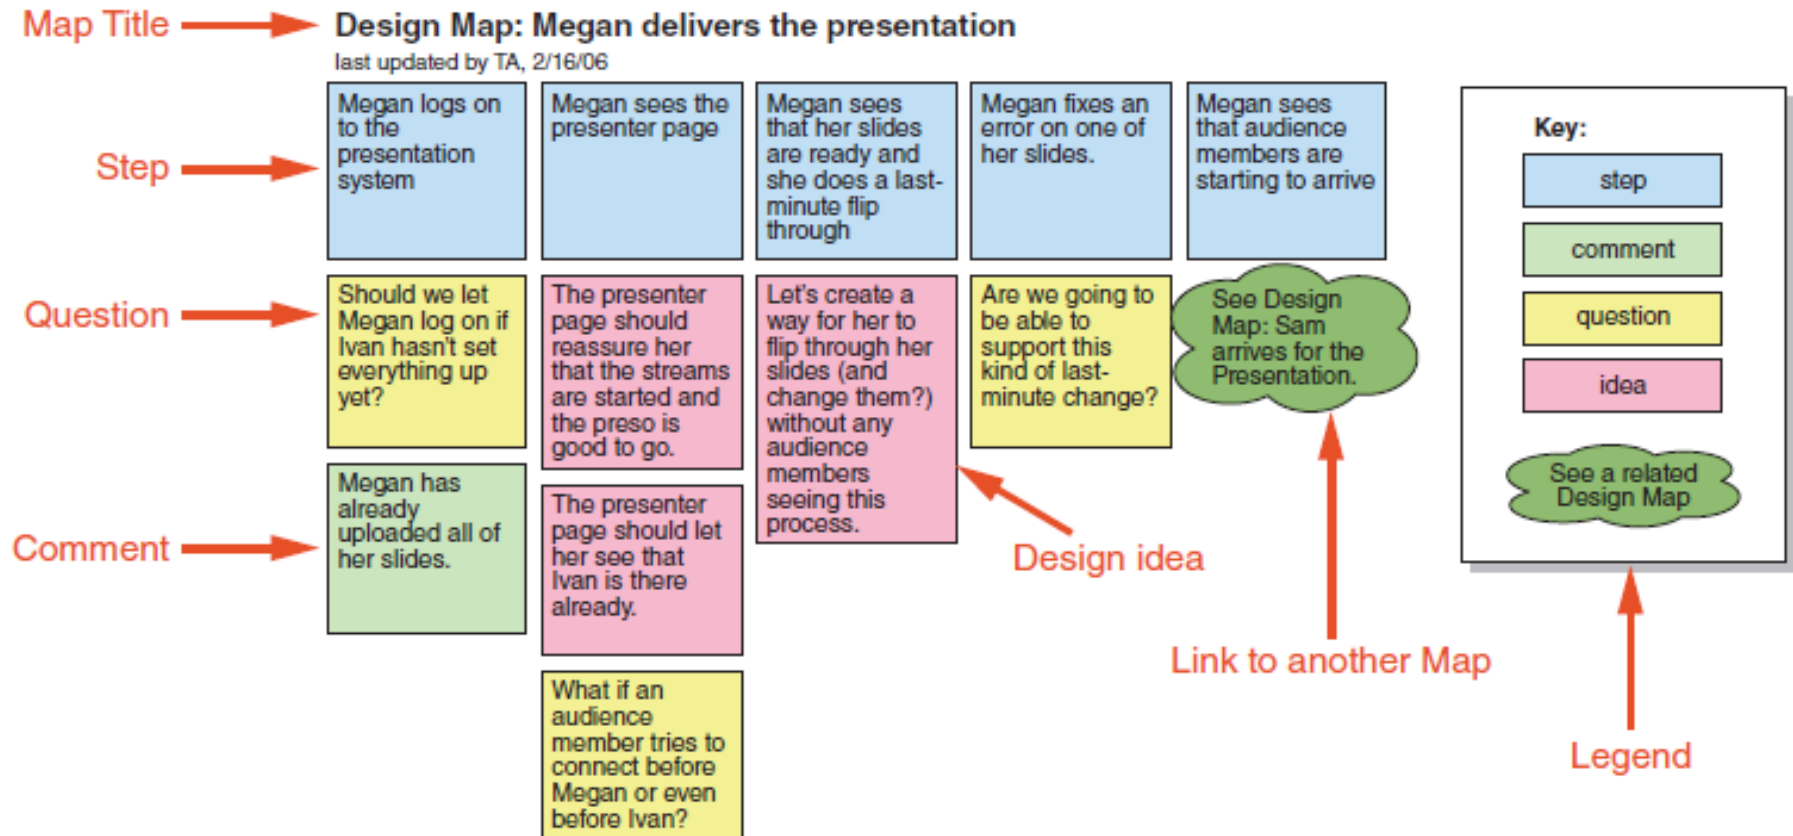 Map Title
Design Map: Megan delivers the presentation
last updated by TA, 2/16/06
Step
Megan logs on
to the
presentation
system
Megan sees the
presenter page
Megan sees
that her slides
are ready and
she does a last-
minute flip
through
Megan fixes an
error on one of
her slides.
Megan sees
that audience
members are
starting to arrive
Question
Should we let
Megan log on if
Ivan hasn't set
everything up
yet?
The presenter
page should
reassure her
that the streams
are started and
the preso is
good to go.
Let's create a
way for her to
flip through her
slides (and
change them?)
without any
audience
members
seeing this
process.
Are we going to
be able to
support this
kind of last-
minute change?
See Design
Map: Sam
arrives for the
Presentation.
Comment
Megan has
already
uploaded all of
her slides.
The presenter
page should let
her see that
Ivan is there
already.
What if an
audience
member tries to
connect before
Megan or even
before Ivan?
Design idea
Link to another Map
Key:
step
comment
question
idea
See a related
Design Map
Legend